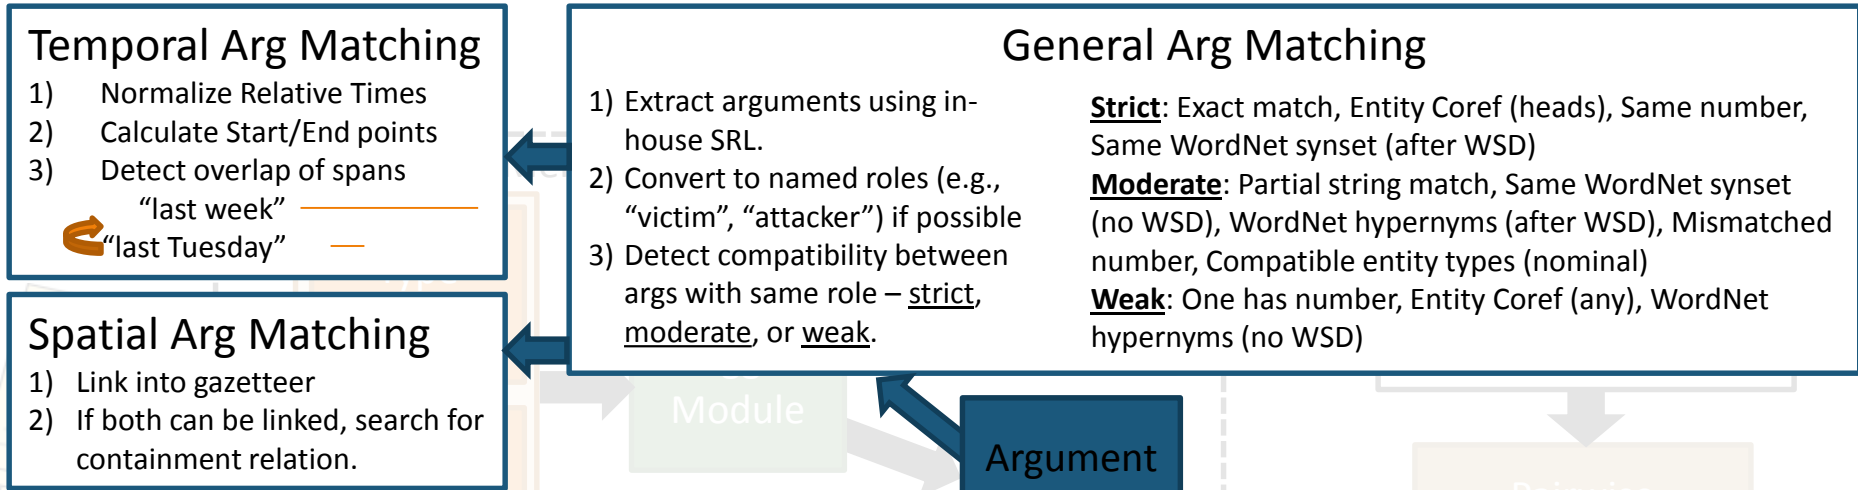 Temporal Arg Matching
1) Normalize Relative Times
2) Calculate Start/End points
3) Detect overlap of spans
“last week”
“last Tuesday”
Spatial Arg Matching
1) Link into gazetteer
2) If both can be linked, search for
containment relation.
General Arg Matching
1) Extract arguments using in-
house SRL.
2) Convert to named roles (e.g.,
“victim”, “attacker”) if possible
3) Detect compatibility between
args with same role – strict,
moderate, or weak.
Strict: Exact match, Entity Coref (heads), Same number,
Same WordNet synset (after WSD)
Moderate: Partial string match, Same WordNet synset
(no WSD), WordNet hypernyms (after WSD), Mismatched
number, Compatible entity types (nominal)
Weak: One has number, Entity Coref (any), WordNet
hypernyms (no WSD)
Module
Argument